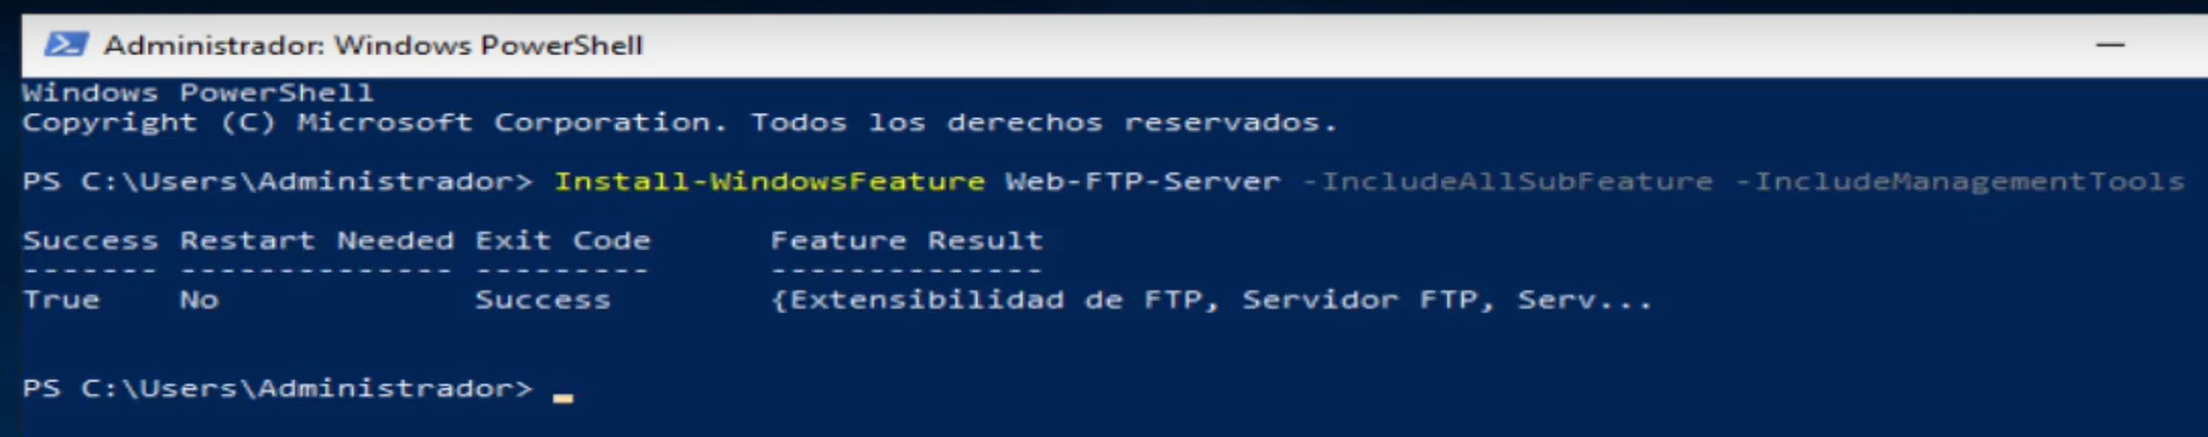 Administrador: Windows PowerShell
Windows PowerShell
Copyright (C) Microsoft Corporation. Todos los derechos reservados.
PS C:\Users\Administrador> Install-WindowsFeature Web-FTP-Server -IncludeAllSubFeature -IncludeManagementTools
Success Restart Needed Exit Code      Feature Result
------- -------------- ---------      --------------
True    No             Success        {Extensibilidad de FTP, Servidor FTP, Serv...
PS C:\Users\Administrador>